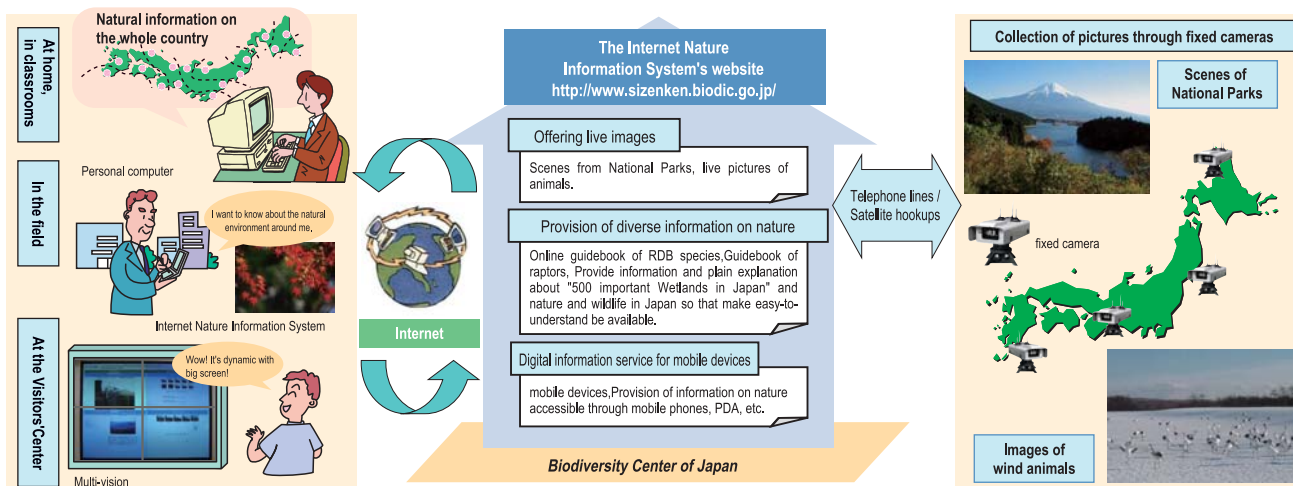 At home,
in classrooms
Natural information on
the whole country
Personal computer
In the field
I want to know about the natural
environment around me.
Internet Nature Information System
At the Visitors'Center
Wow! It's dynamic with
big screen!
Multi-vision
Internet
The Internet Nature
Information System's website
http://www.sizenken.biodic.go.jp/
Offering live images
Scenes from National Parks, live pictures of
animals.
Provision of diverse information on nature
Online guidebook of RDB species,Guidebook of
raptors, Provide information and plain explanation
about "500 important Wetlands in Japan" and
nature and wildlife in Japan so that make easy-to-
understand be available.
Digital information service for mobile devices
mobile devices,Provision of information on nature
accessible through mobile phones, PDA, etc.
Biodiversity Center of Japan
Telephone lines /
Satellite hookups
Collection of pictures through fixed cameras
Scenes of
National Parks
fixed camera
Images of
wind animals